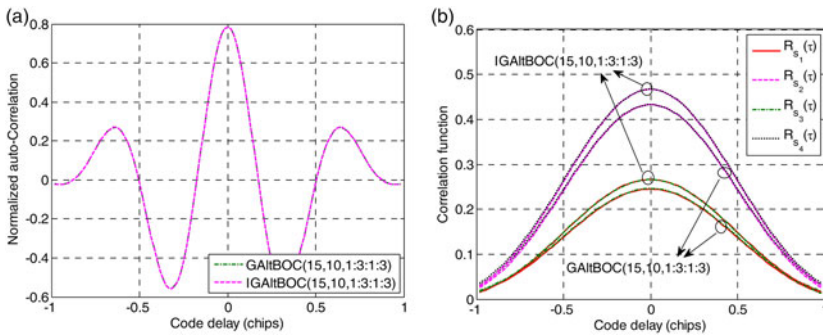 (a)
0.8
0.6
0.4
0.2
0
-0.2
-0.4
-0.6
Normalized auto-Correlation
GAltBOC(15,10,1:3:1:3)
IGAltBOC(15,10,1:3:1:3)
-1
-0.5
0
0.5
1
Code delay (chips)
(b)
0.6
0.5
0.4
0.3
0.2
0.1
0
Correlation function
IGAltBOC(15,10,1:3:1:3)
GAltBOC(15,10,1:3:1:3)
R_{s_1}(τ)
R_{s_2}(τ)
R_{s_3}(τ)
R_{s_4}(τ)
-1
-0.5
0
0.5
1
Code delay (chips)